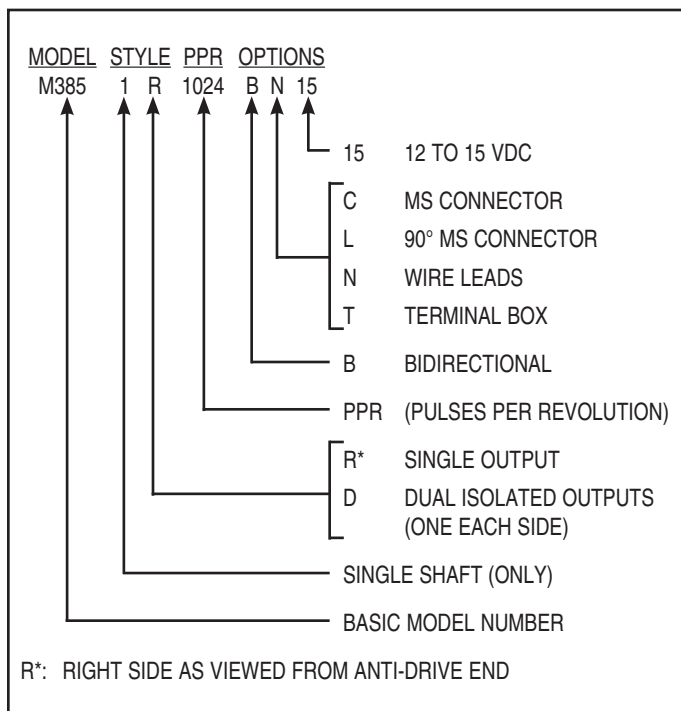 MODEL STYLE PPR OPTIONS
M385 1 R 1024 B N 15
15 12 TO 15 VDC
C MS CONNECTOR
L 90° MS CONNECTOR
N WIRE LEADS
T TERMINAL BOX
B BIDIRECTIONAL
PPR (PULSES PER REVOLUTION)
R* SINGLE OUTPUT
D DUAL ISOLATED OUTPUTS
(ONE EACH SIDE)
SINGLE SHAFT (ONLY)
BASIC MODEL NUMBER
R*: RIGHT SIDE AS VIEWED FROM ANTI-DRIVE END